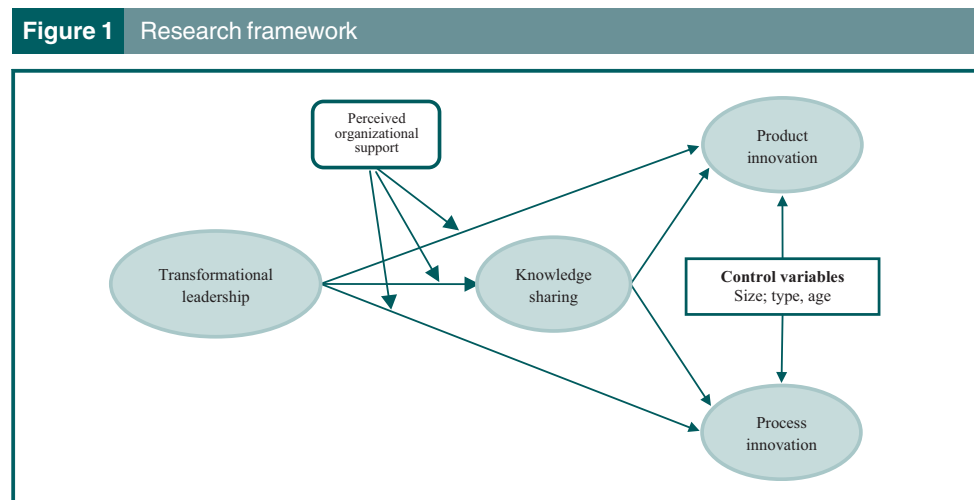 Figure 1 Research framework
Perceived
organizational
support
Product
innovation
Transformational
leadership
Knowledge
sharing
Control variables
Size; type, age
Process
innovation